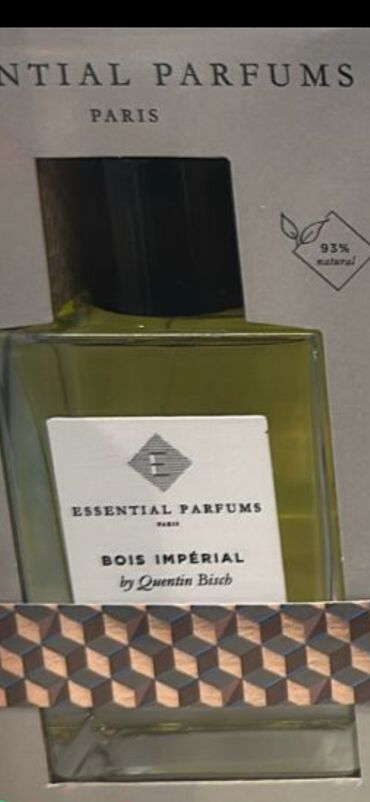 NTIAL PARFUMS
PARIS
93%
natural
E
ESSENTIAL PARFUMS
PARIS
BOIS IMPÉRIAL
by Quentin Bisch